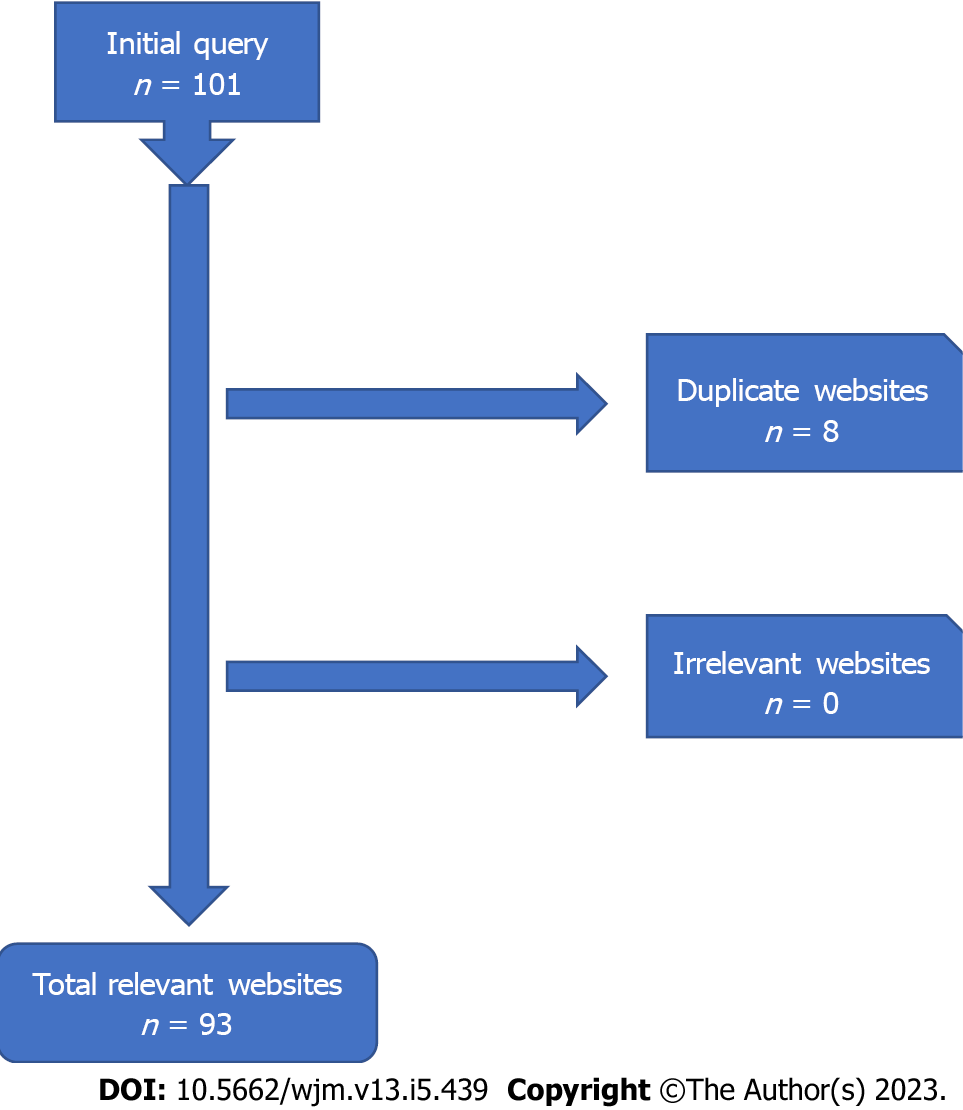 Initial query
n = 101
Duplicate websites
n = 8
Irrelevant websites
n = 0
Total relevant websites
n = 93
DOI: 10.5662/wjm.v13.i5.439 Copyright ©The Author(s) 2023.